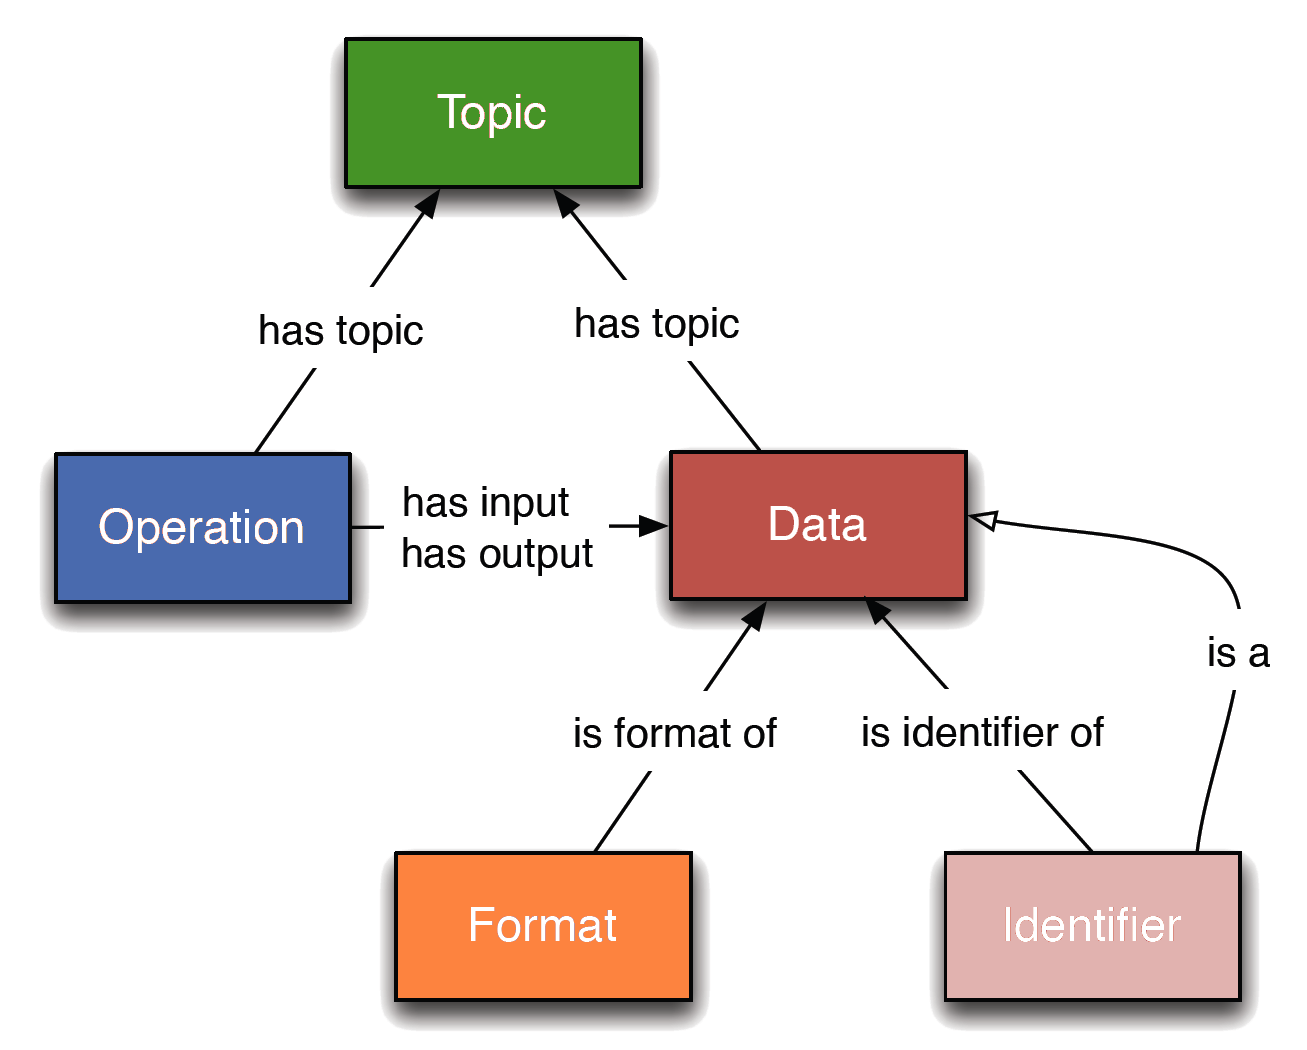 Topic
has topic
has topic
Operation
has input
has output
Data
is a
is format of
is identifier of
Format
Identifier